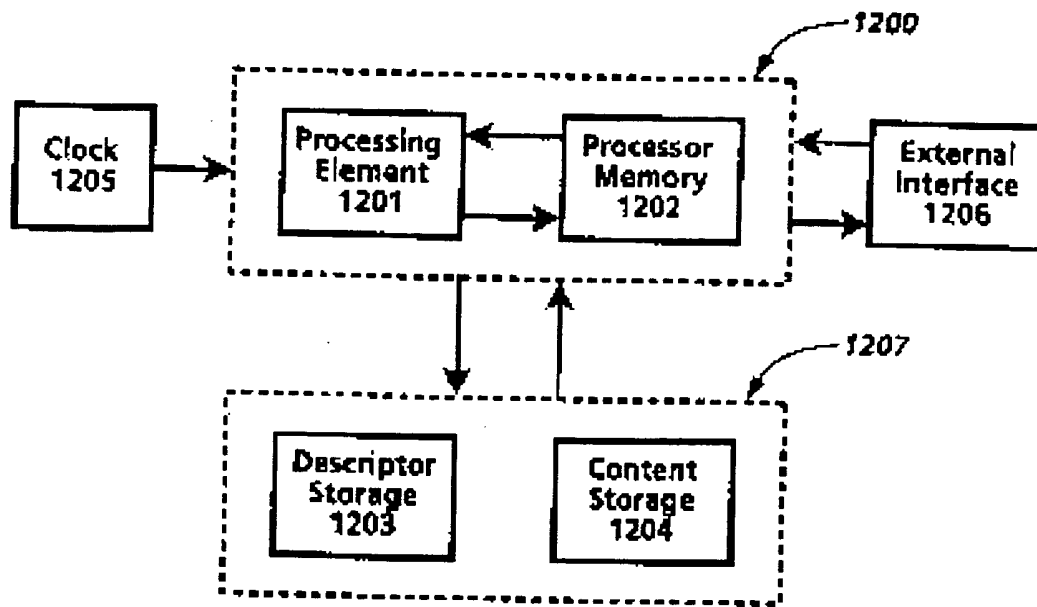 1200
Clock
1205
Processing
Element
1201
Processor
Memory
1202
External
Interface
1206
1207
Descriptor
Storage
1203
Content
Storage
1204